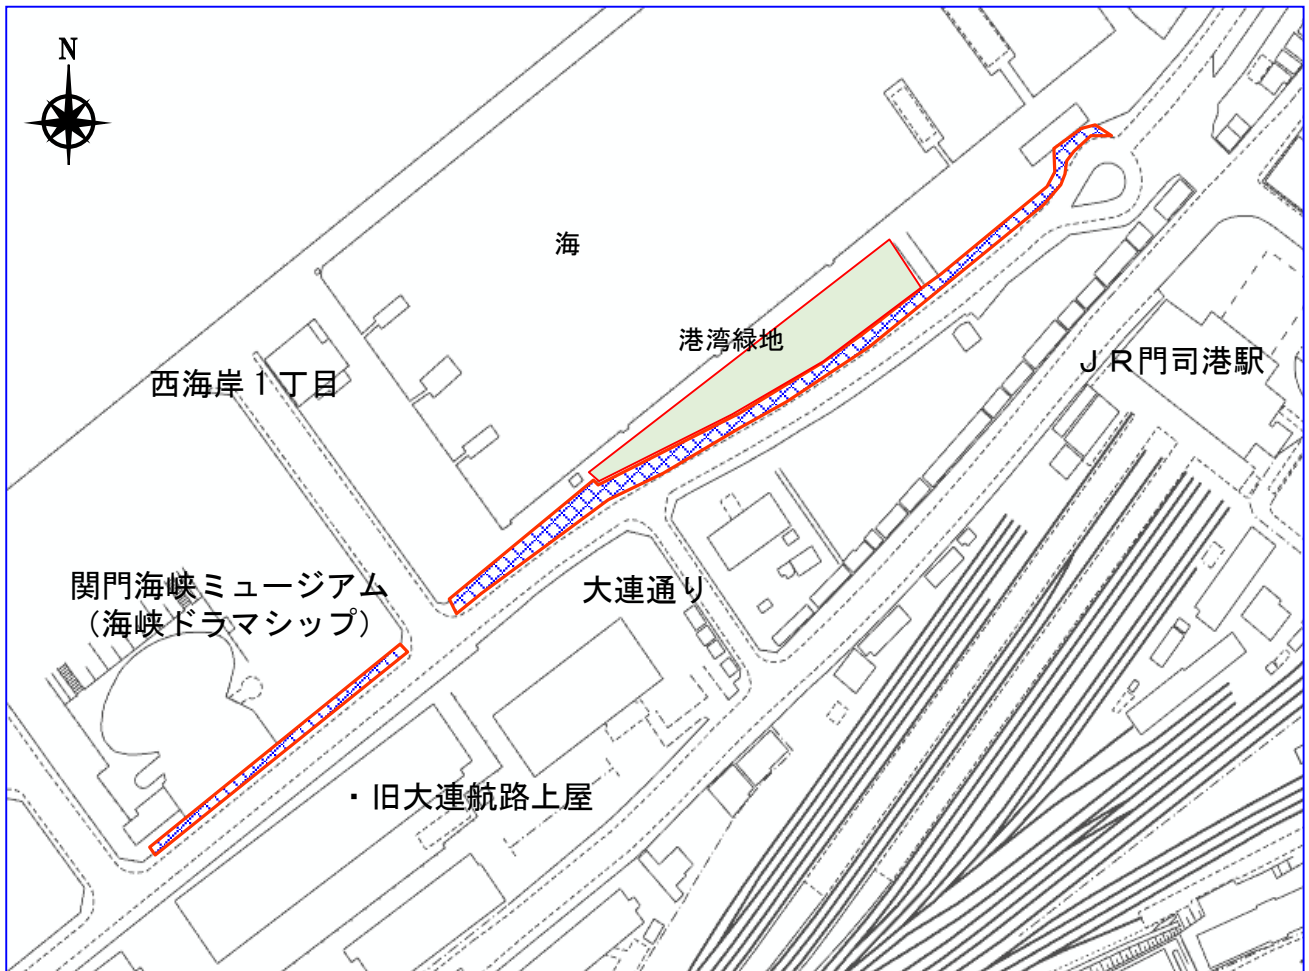 N
海
港湾緑地
JR門司港駅
西海岸1丁目
関門海峡ミュージアム
(海峡ドラマシップ)
大連通り
・旧大連航路上屋